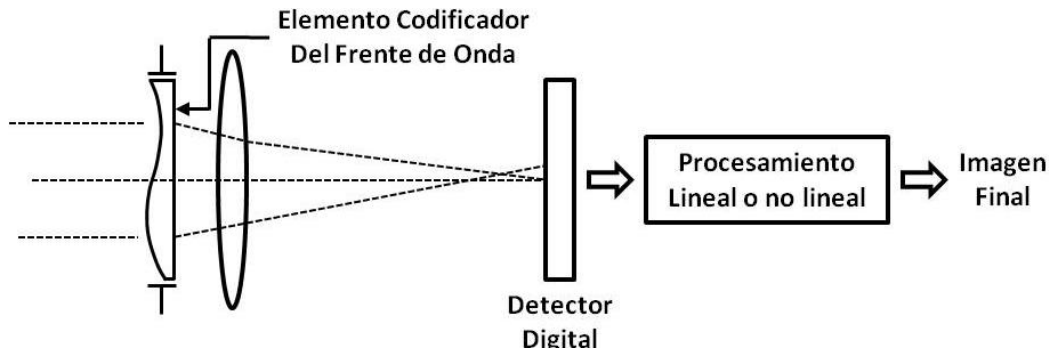 Elemento Codificador
Del Frente de Onda
Procesamiento
Lineal o no lineal
Imagen
Final
Detector
Digital